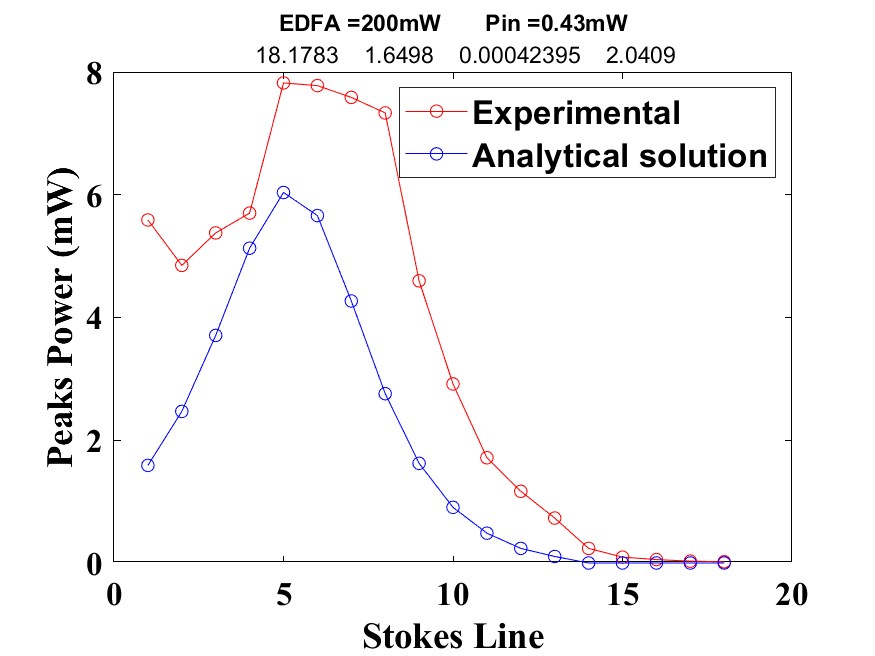 EDFA =200mW Pin =0.43mW
18.1783 1.6498 0.00042395 2.0409
8
Experimental
Analytical solution
6
4
2
0
Peaks Power (mW)
0 5 10 15 20
Stokes Line